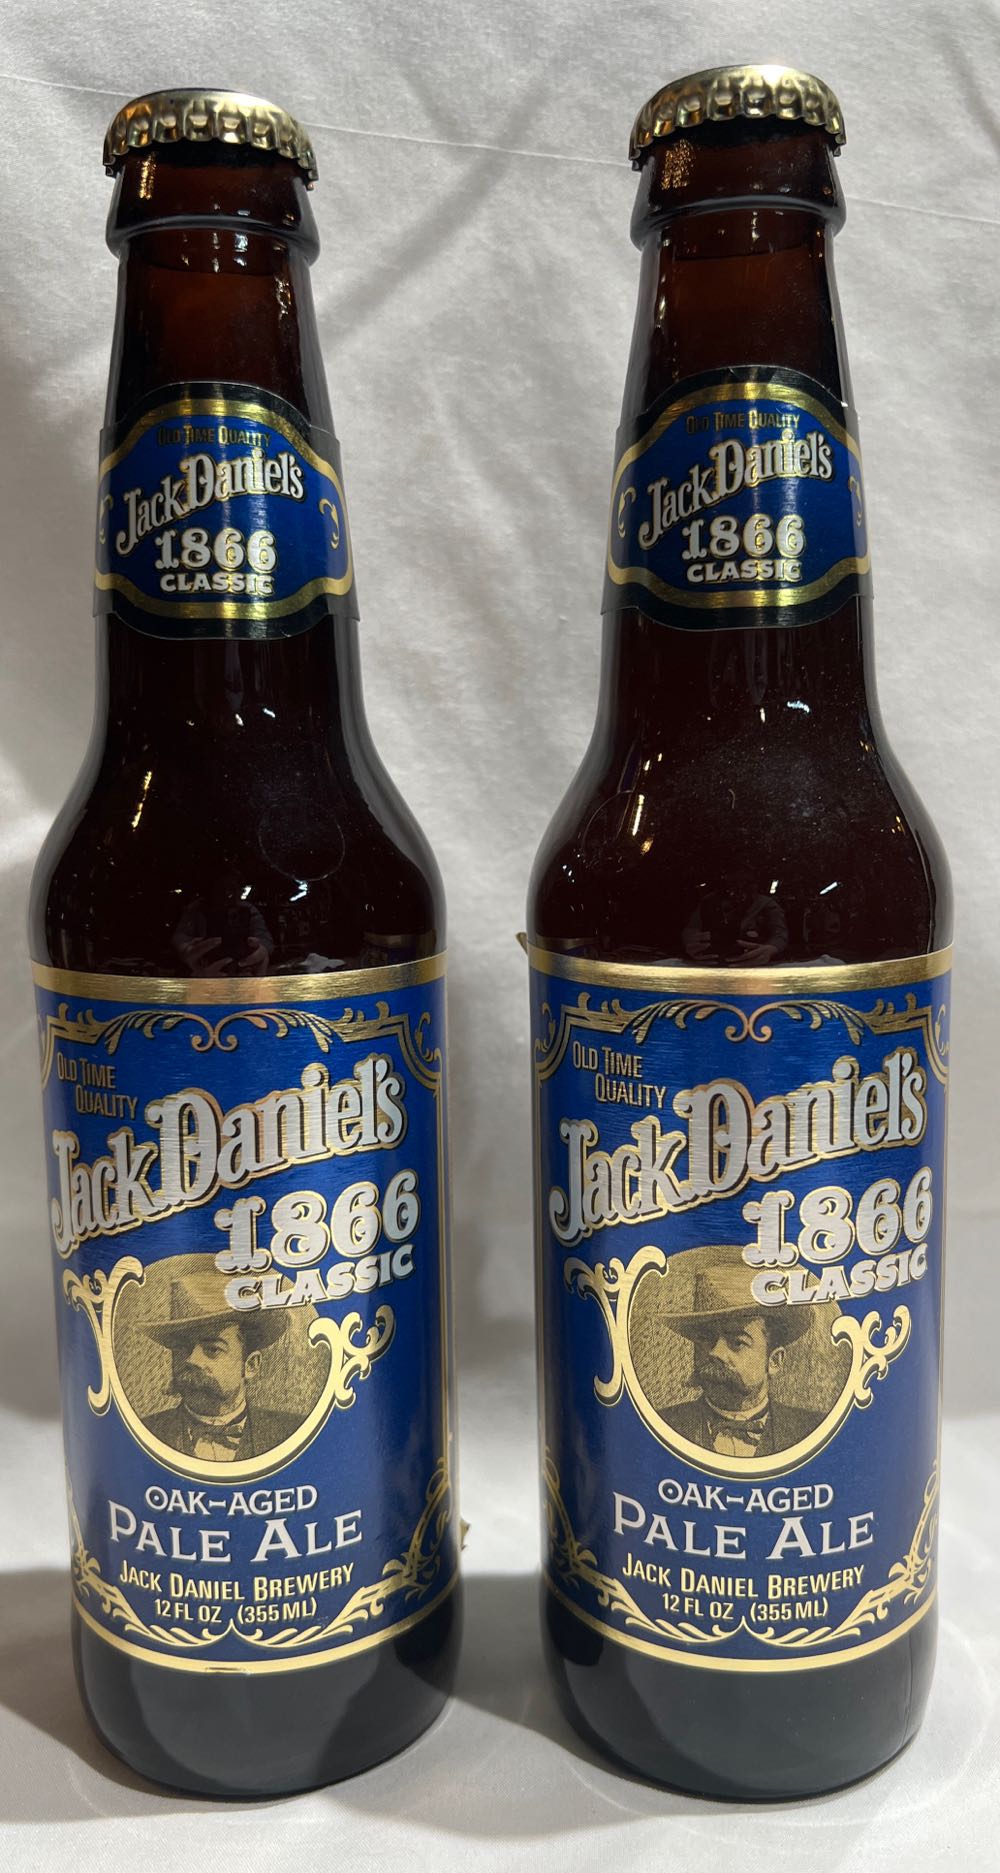 OLD TIME QUALITY
Jack Daniel's
1866
CLASSIC
OLD TIME
QUALITY
Jack Daniel's
1866
CLASSIC
OAK-AGED
PALE ALE
JACK DANIEL BREWERY
12 FL OZ (355 ML)
OLD TIME QUALITY
Jack Daniel's
1866
CLASSIC
OLD TIME
QUALITY
Jack Daniel's
1866
CLASSIC
OAK-AGED
PALE ALE
JACK DANIEL BREWERY
12 FL OZ (355 ML)